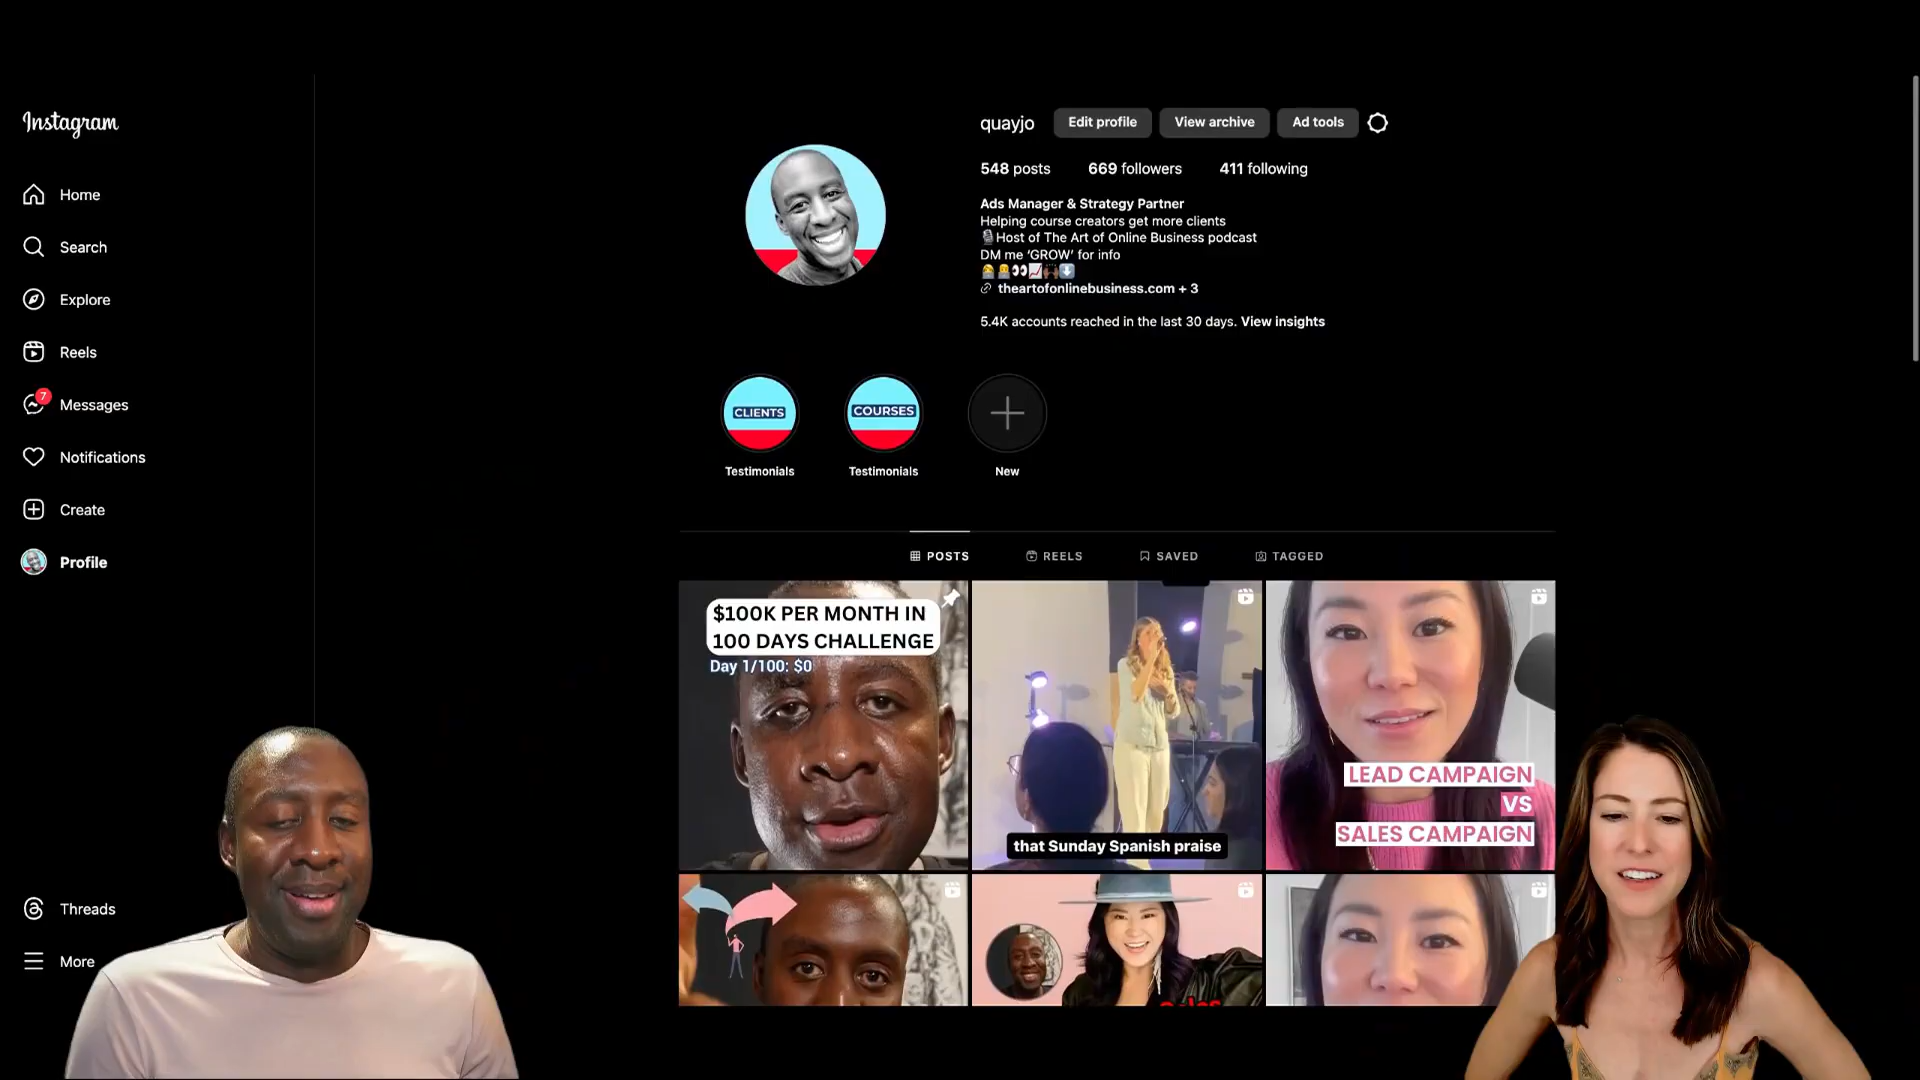 Instagram
Home
Search
Explore
Reels
7
Messages
Notifications
Create
Profile
Threads
More
quayjo
Edit profile
View archive
Ad tools
548 posts
669 followers
411 following
Ads Manager & Strategy Partner
Helping course creators get more clients
Host of The Art of Online Business podcast
DM me ‘GROW’ for info
theartofonlinebusiness.com + 3
5.4K accounts reached in the last 30 days. View insights
CLIENTS
COURSES
Testimonials
Testimonials
New
POSTS
REELS
SAVED
TAGGED
$100K PER MONTH IN
100 DAYS CHALLENGE
Day 1/100: $0
that Sunday Spanish praise
LEAD CAMPAIGN
VS
SALES CAMPAIGN